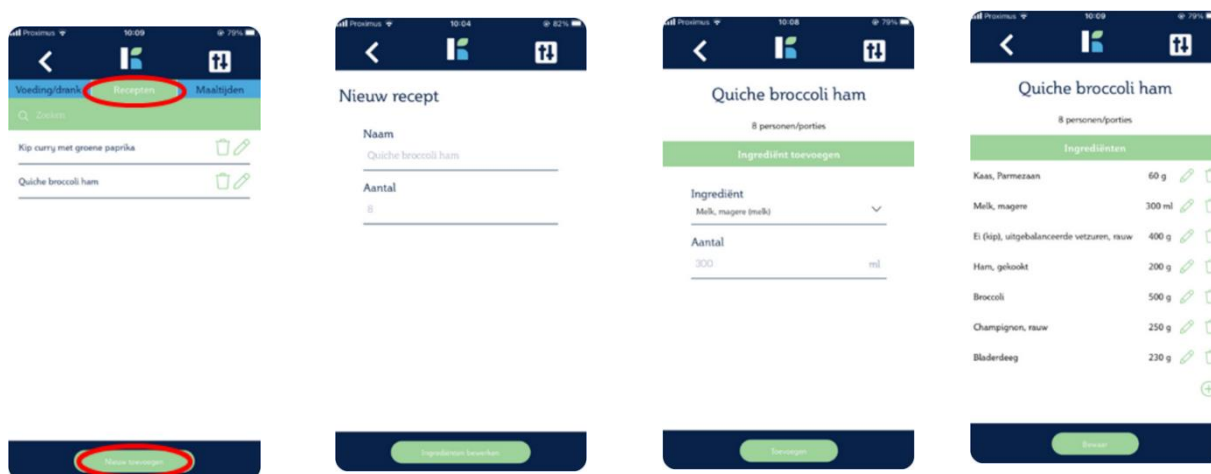 Proximus 10:09 79%
Voeding/drank Recepten Maaltijden
Zoeken
Kip curry met groene paprika
Quiche broccoli ham
Nieuw toevoegen
Proximus 10:04 82%
Nieuw recept
Naam
Quiche broccoli ham
Aantal
8
Ingrediënten bewerken
Proximus 10:08 79%
Quiche broccoli ham
8 personen/porties
Ingrediënt toevoegen
Ingrediënt
Melk, magere (melk)
Aantal
300 ml
Toevoegen
Proximus 10:09 79%
Quiche broccoli ham
8 personen/porties
Ingrediënten
Kaas, Parmezaan 60 g
Melk, magere 300 ml
Ei (kip), uitgebalanceerde vetzuren, rauw 400 g
Ham, gekookt 200 g
Broccoli 500 g
Champignon, rauw 250 g
Bladerdeeg 230 g
Bewaar